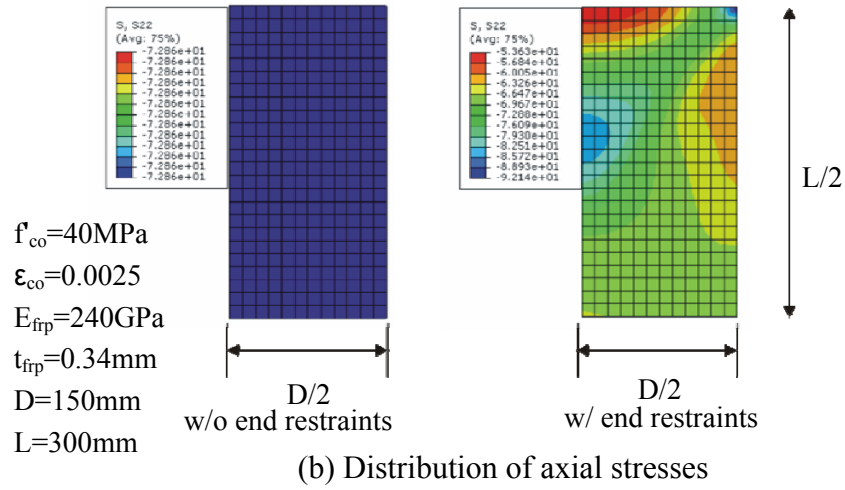 S, S22
(Avg: 75%)
-7.286e+01
-7.286e+01
-7.286e+01
-7.286e+01
-7.286e+01
-7.286e+01
-7.286e+01
-7.286e+01
-7.286e+01
-7.286e+01
-7.286e+01
-7.286e+01
-7.286e+01
S, S22
(Avg: 75%)
-5.363e+01
-5.684e+01
-6.005e+01
-6.326e+01
-6.647e+01
-6.967e+01
-7.288e+01
-7.609e+01
-7.930e+01
-8.251e+01
-8.572e+01
-8.893e+01
-9.214e+01
L/2
f'co=40MPa
εco=0.0025
Efrp=240GPa
tfrp=0.34mm
D=150mm
L=300mm
D/2
w/o end restraints
D/2
w/ end restraints
(b) Distribution of axial stresses